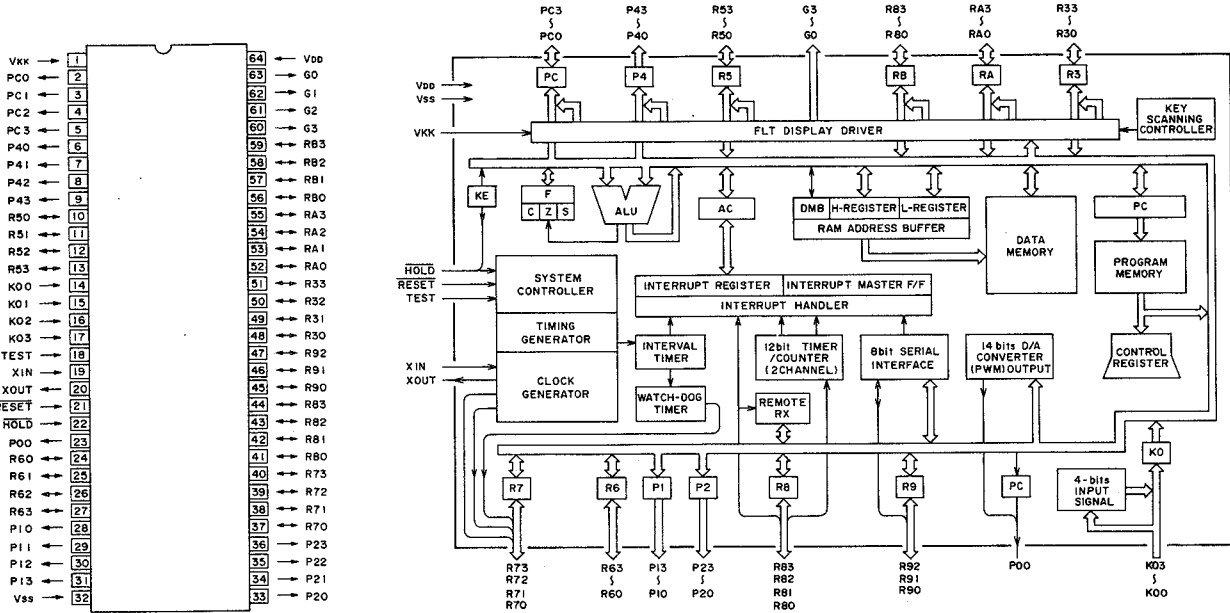 VKK 1 64 VDD
PC0 2 63 G0
PC1 3 62 G1
PC2 4 61 G2
PC3 5 60 G3
P40 6 59 RB3
P41 7 58 RB2
P42 8 57 RB1
P43 9 56 RB0
R50 10 55 RA3
R51 11 54 RA2
R52 12 53 RA1
R53 13 52 RA0
K00 14 51 R33
K01 15 50 R32
K02 16 49 R31
K03 17 48 R30
TEST 18 47 R92
XIN 19 46 R91
XOUT 20 45 R90
RESET 21 44 R83
HOLD 22 43 R82
P00 23 42 R81
R60 24 41 R80
R61 25 40 R73
R62 26 39 R72
R63 27 38 R71
P10 28 37 R70
P11 29 36 P23
P12 30 35 P22
P13 31 34 P21
Vss 32 33 P20
PC3 P43 R53 G3 R83 RA3 R33
PC0 P40 R50 G0 R80 RA0 R30
PC P4 R5 RB RA R3
VDD
Vss
VKK
FLT DISPLAY DRIVER
KEY
SCANNING
CONTROLLER
KE
F
C Z S
ALU
AC
DMB H-REGISTER L-REGISTER
RAM ADDRESS BUFFER
DATA
MEMORY
PC
PROGRAM
MEMORY
CONTROL
REGISTER
HOLD
RESET
TEST
XIN
XOUT
SYSTEM
CONTROLLER
TIMING
GENERATOR
CLOCK
GENERATOR
INTERRUPT REGISTER INTERRUPT MASTER F/F
INTERRUPT HANDLER
INTERVAL
TIMER
WATCH-DOG
TIMER
12bit TIMER
/COUNTER
(2CHANNEL)
REMOTE
RX
8bit SERIAL
INTERFACE
14bits D/A
CONVERTER
(PWM)OUTPUT
K0
4-bits
INPUT
SIGNAL
R7 R6 P1 P2 R8 R9 PC
R73 R63 P13 P23 R83 R92 P00 K03
R72 R82 R91
R71 R60 P10 P20 R81 R90 K00
R70 R80